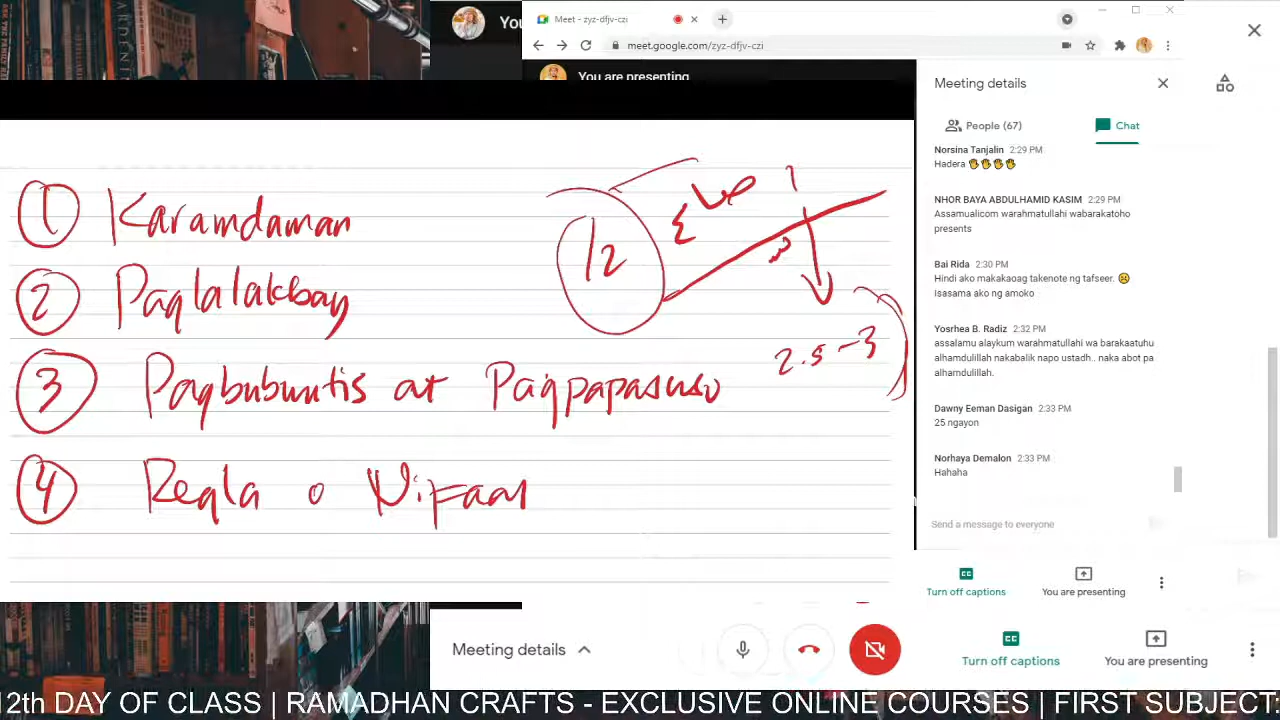 You
Meet - zyz-dfjv-czi
meet.google.com/zyz-dfjv-czi
You are presenting
Meeting details
People (67)
Chat
Norsina Tanjalin 2:29 PM
Hadera 👋👋👋👋
NHOR BAYA ABDULHAMID KASIM 2:29 PM
Assamualicom warahmatullahi wabarakatoho
presents
Bai Rida 2:30 PM
Hindi ako makakaoag takenote ng tafseer. 😢
Isasama ako ng amoko
Yosrhea B. Radiz 2:32 PM
assalamu alaykum warahmatullahi wa barakaatuhu
alhamdulillah nakabalik napo ustadh.. naka abot pa
alhamdulillah.
Dawny Eeman Dasigan 2:33 PM
25 ngayon
Norhaya Demalon 2:33 PM
Hahaha
Send a message to everyone
Turn off captions
You are presenting
1 Karamdaman
2 Paglalakbay
3 Pagbubuntis at Pagpapasuso
4 Regla o Nifaas
12
2.5 - 3
Meeting details
Turn off captions
You are presenting
12th DAY OF CLASS | RAMADHAN CRAFTS - EXCLUSIVE ONLINE COURSES | FIRST SUBJECT: